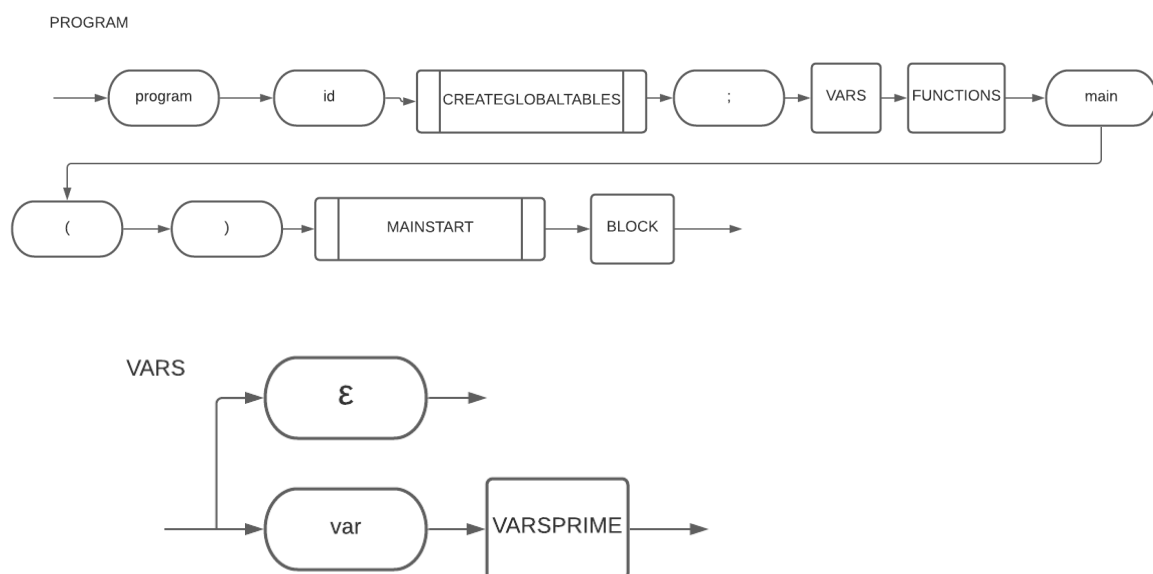 PROGRAM
program id CREATEGLOBALTABLES ; VARS FUNCTIONS main
( ) MAINSTART BLOCK
VARS
ε
var VARSPRIME